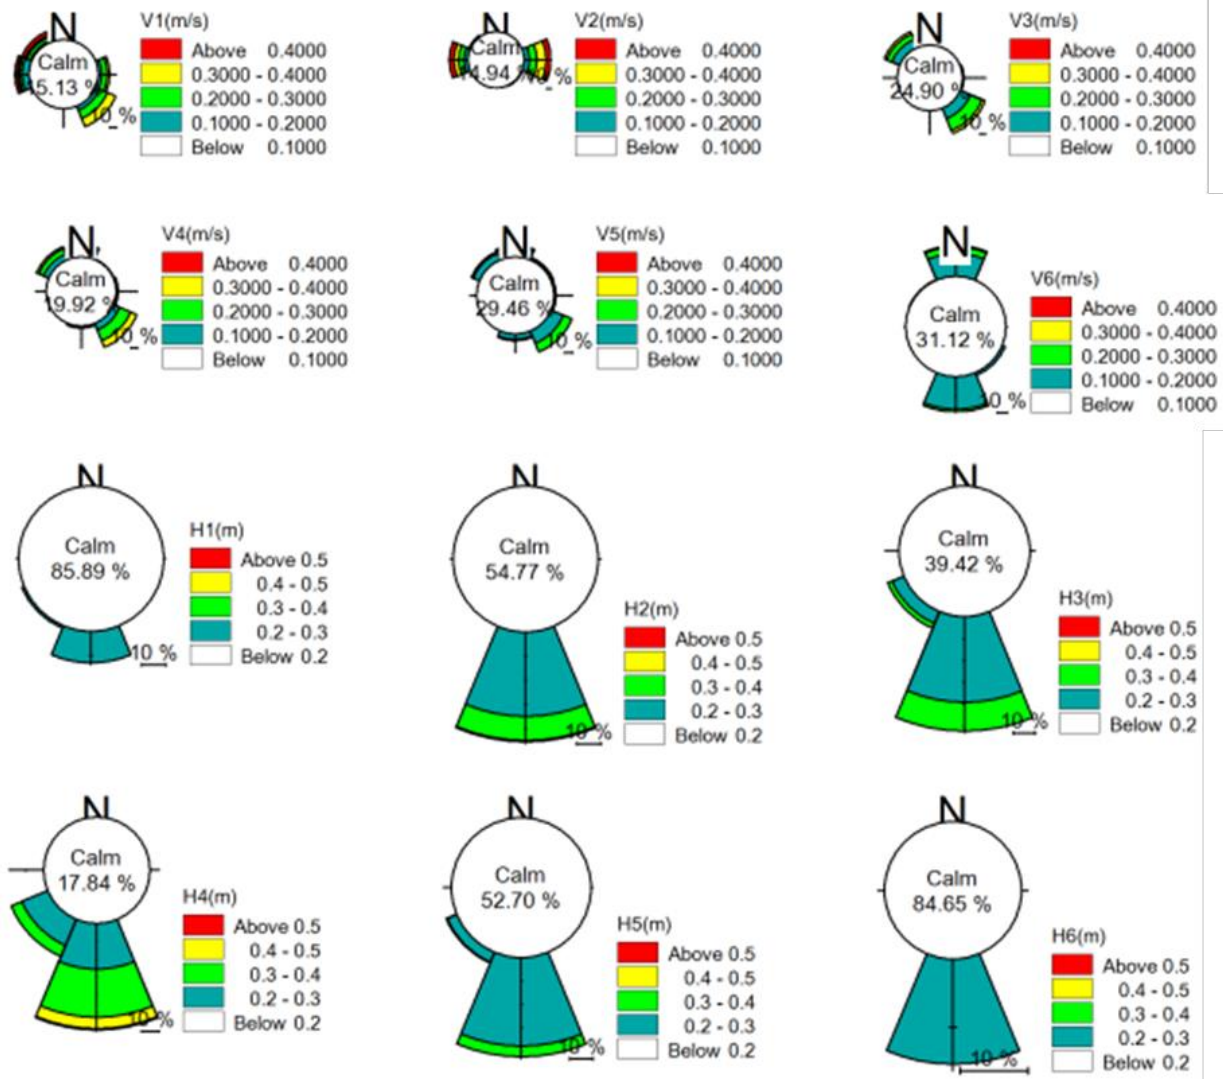 N
Calm
5.13 %
V1(m/s)
Above 0.4000
0.3000 - 0.4000
0.2000 - 0.3000
0.1000 - 0.2000
Below 0.1000
N
Calm
4.94 %
V2(m/s)
Above 0.4000
0.3000 - 0.4000
0.2000 - 0.3000
0.1000 - 0.2000
Below 0.1000
N
Calm
24.90 %
10 %
V3(m/s)
Above 0.4000
0.3000 - 0.4000
0.2000 - 0.3000
0.1000 - 0.2000
Below 0.1000
N
Calm
9.92 %
V4(m/s)
Above 0.4000
0.3000 - 0.4000
0.2000 - 0.3000
0.1000 - 0.2000
Below 0.1000
N
Calm
29.46 %
V5(m/s)
Above 0.4000
0.3000 - 0.4000
0.2000 - 0.3000
0.1000 - 0.2000
Below 0.1000
N
Calm
31.12 %
V6(m/s)
Above 0.4000
0.3000 - 0.4000
0.2000 - 0.3000
0.1000 - 0.2000
Below 0.1000
N
Calm
85.89 %
10 %
H1(m)
Above 0.5
0.4 - 0.5
0.3 - 0.4
0.2 - 0.3
Below 0.2
N
Calm
54.77 %
10 %
H2(m)
Above 0.5
0.4 - 0.5
0.3 - 0.4
0.2 - 0.3
Below 0.2
N
Calm
39.42 %
10 %
H3(m)
Above 0.5
0.4 - 0.5
0.3 - 0.4
0.2 - 0.3
Below 0.2
N
Calm
17.84 %
10 %
H4(m)
Above 0.5
0.4 - 0.5
0.3 - 0.4
0.2 - 0.3
Below 0.2
N
Calm
52.70 %
10 %
H5(m)
Above 0.5
0.4 - 0.5
0.3 - 0.4
0.2 - 0.3
Below 0.2
N
Calm
84.65 %
10 %
H6(m)
Above 0.5
0.4 - 0.5
0.3 - 0.4
0.2 - 0.3
Below 0.2